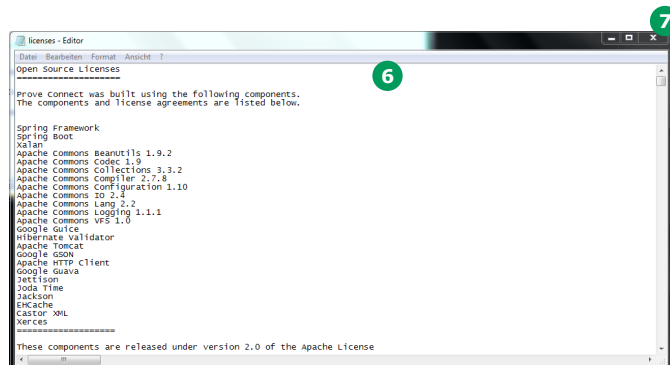 7
licenses - Editor
Datei Bearbeiten Format Ansicht ?
Open Source Licenses
====================
6
Prove Connect was built using the following components.
The components and license agreements are listed below.
Spring Framework
Spring Boot
Xalan
Apache Commons BeanUtils 1.9.2
Apache Commons Codec 1.9
Apache Commons Collections 3.3.2
Apache Commons Compiler 2.7.8
Apache Commons Configuration 1.10
Apache Commons IO 2.4
Apache Commons Lang 2.2
Apache Commons Logging 1.1.1
Apache Commons VFS 1.0
Google Guice
Hibernate Validator
Apache Tomcat
Google GSON
Apache HTTP Client
Google Guava
Jettison
Joda Time
Jackson
EHCache
Castor XML
Xerces
===================
These components are released under version 2.0 of the Apache License